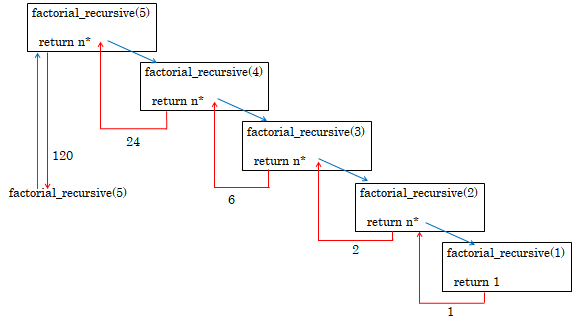 factorial_recursive(5)
return n*
factorial_recursive(4)
return n*
24
factorial_recursive(3)
return n*
120
factorial_recursive(5)
6
factorial_recursive(2)
return n*
2
factorial_recursive(1)
return 1
1